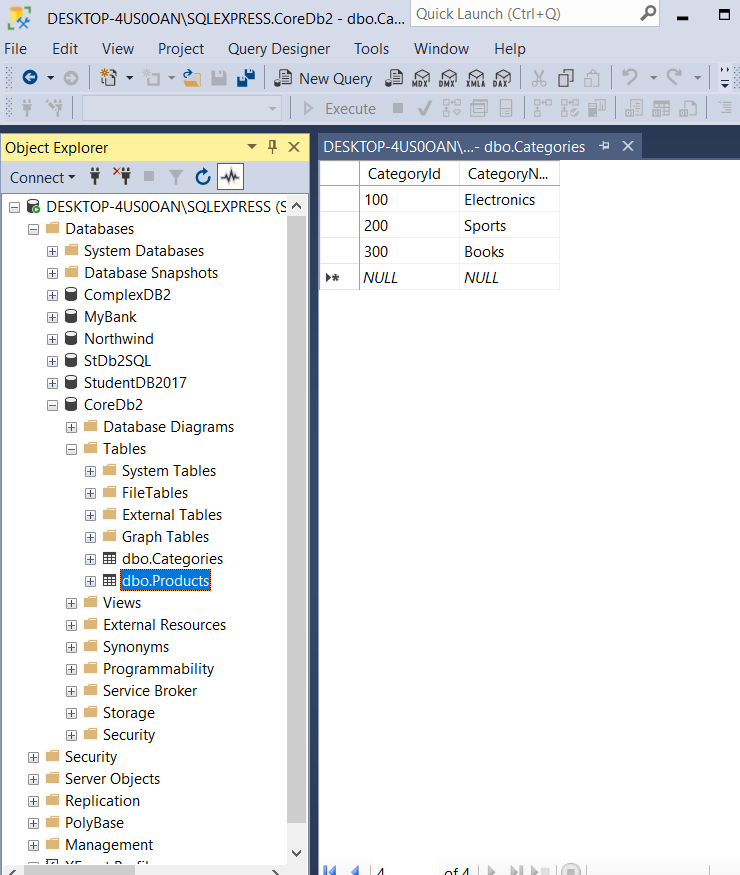 DESKTOP-4US0OAN\SQLEXPRESS.CoreDb2 - dbo.Ca...
Quick Launch (Ctrl+Q)
File Edit View Project Query Designer Tools Window Help
New Query MDX DMX XMLA DAX
Execute
Object Explorer
Connect
DESKTOP-4US0OAN\SQLEXPRESS (S
Databases
System Databases
Database Snapshots
ComplexDB2
MyBank
Northwind
StDb2SQL
StudentDB2017
CoreDb2
Database Diagrams
Tables
System Tables
FileTables
External Tables
Graph Tables
dbo.Categories
dbo.Products
Views
External Resources
Synonyms
Programmability
Service Broker
Storage
Security
Security
Server Objects
Replication
PolyBase
Management
DESKTOP-4US0OAN\...- dbo.Categories
CategoryId CategoryN...
100 Electronics
200 Sports
300 Books
NULL NULL
4 of 4